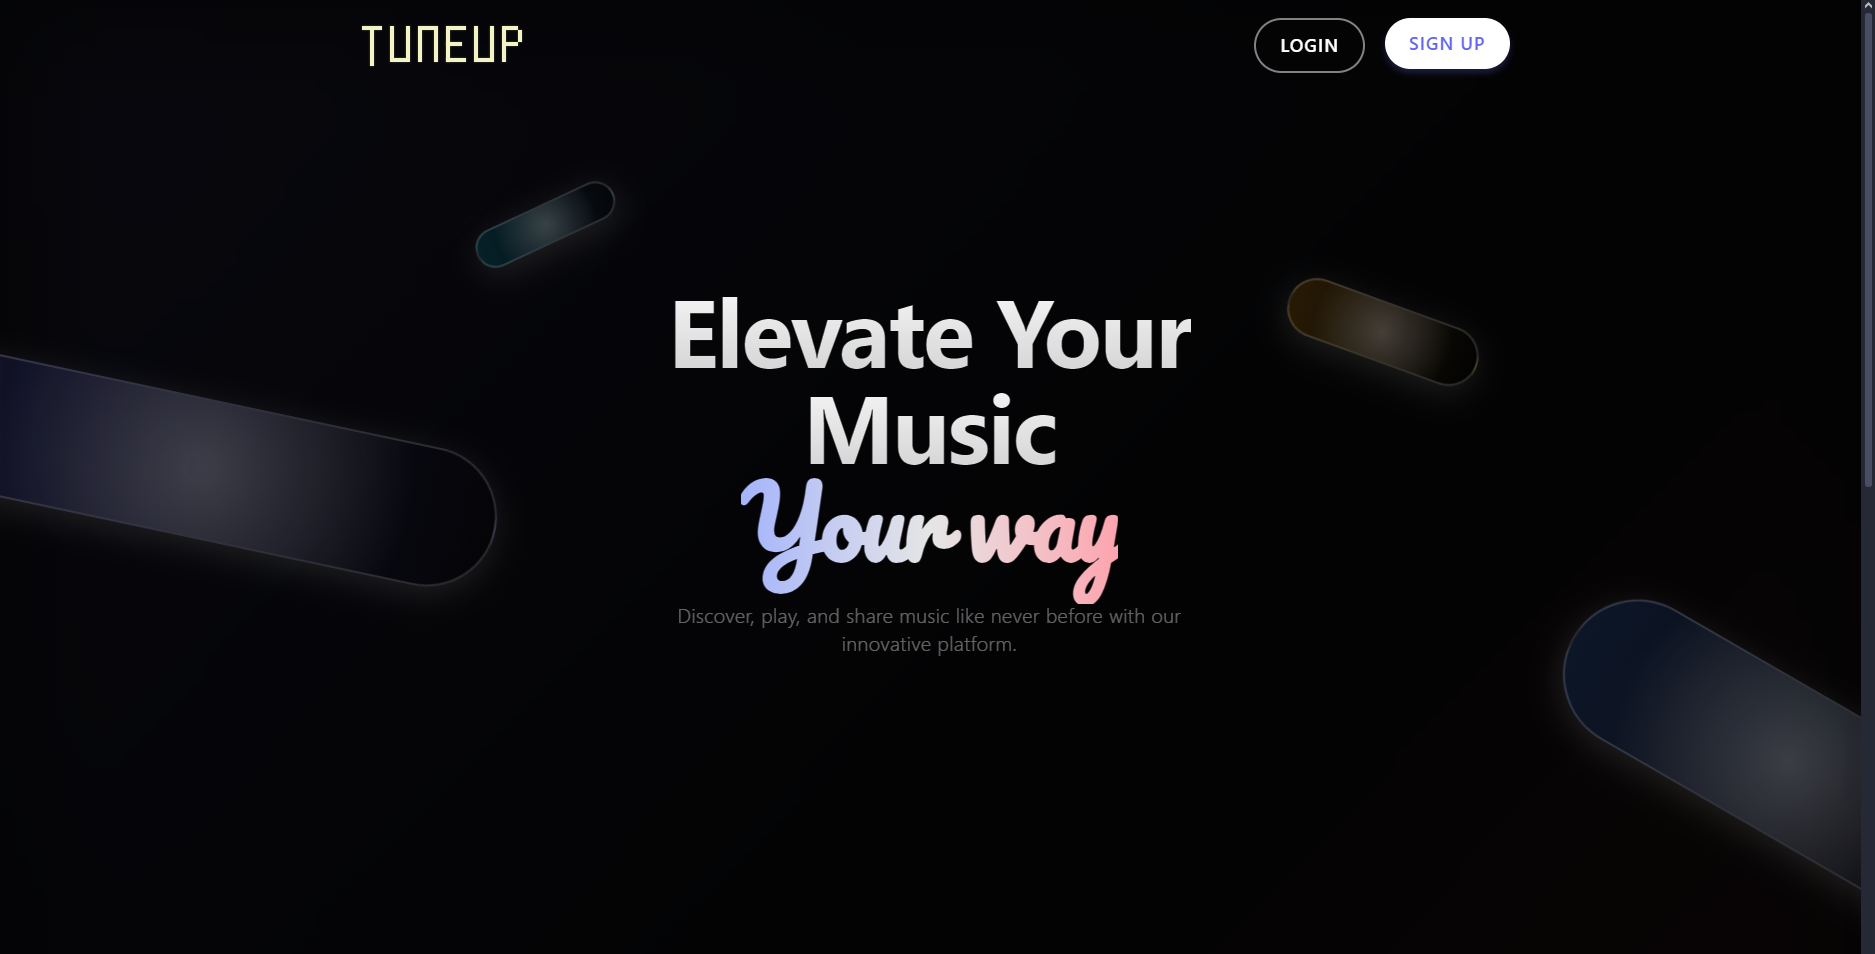 TUNEUP
LOGIN
SIGN UP
Elevate Your
Music
Your way
Discover, play, and share music like never before with our
innovative platform.